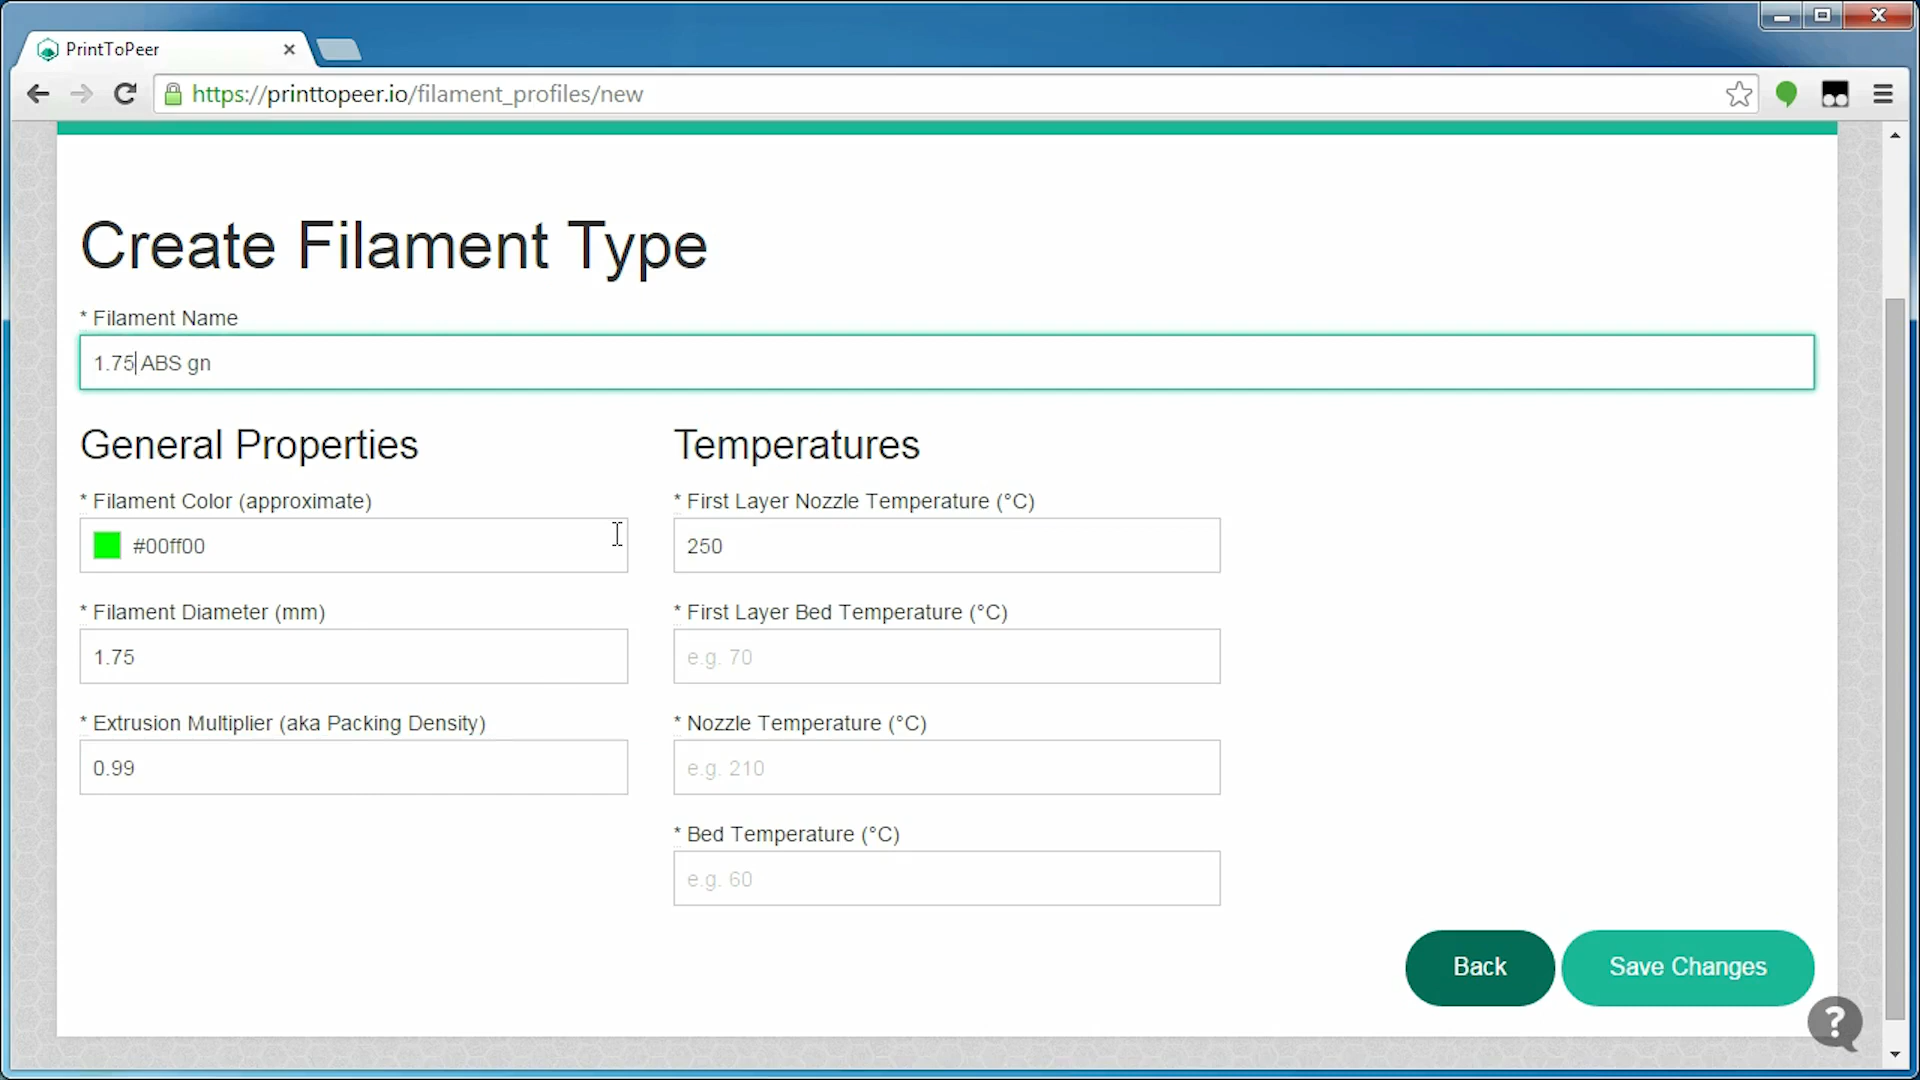 PrintToPeer
https://printtopeer.io/filament_profiles/new
Create Filament Type
* Filament Name
1.75 ABS gn
General Properties
Temperatures
* Filament Color (approximate)
* First Layer Nozzle Temperature (°C)
#00ff00
250
* Filament Diameter (mm)
* First Layer Bed Temperature (°C)
1.75
e.g. 70
* Extrusion Multiplier (aka Packing Density)
* Nozzle Temperature (°C)
0.99
e.g. 210
* Bed Temperature (°C)
e.g. 60
Back
Save Changes
?